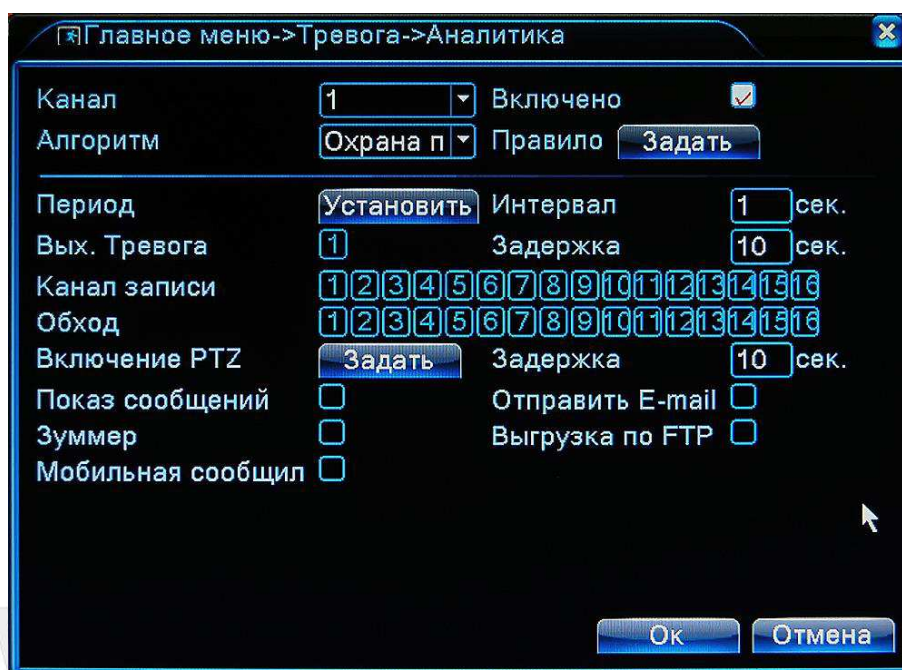 Главное меню->Тревога->Аналитика
Канал 1 Включено
Алгоритм Охрана п Правило Задать
Период Установить Интервал 1 сек.
Вых. Тревога 1 Задержка 10 сек.
Канал записи 1 2 3 4 5 6 7 8 9 10 11 12 13 14 15 16
Обход 1 2 3 4 5 6 7 8 9 10 11 12 13 14 15 16
Включение PTZ Задать Задержка 10 сек.
Показ сообщений Отправить E-mail
Зуммер Выгрузка по FTP
Мобильная сообщил
Ок Отмена